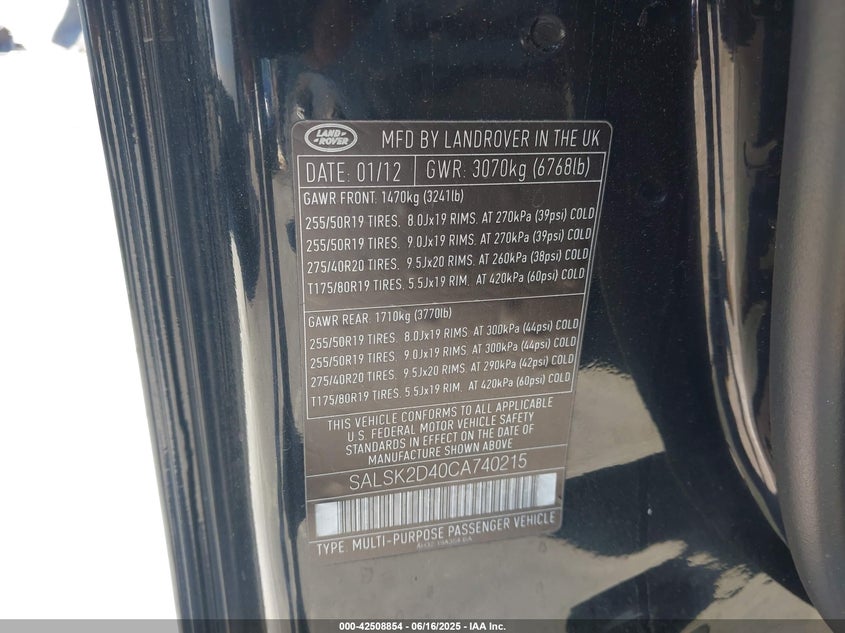 LAND ROVER
MFD BY LANDROVER IN THE UK
DATE: 01/12 GWR: 3070kg (6768lb)
GAWR FRONT: 1470kg (3241lb)
255/50R19 TIRES. 8.0Jx19 RIMS. AT 270kPa (39psi) COLD
255/50R19 TIRES. 9.0Jx19 RIMS. AT 270kPa (39psi) COLD
275/40R20 TIRES. 9.5Jx20 RIMS. AT 260kPa (38psi) COLD
T175/80R19 TIRES. 5.5Jx19 RIM. AT 420kPa (60psi) COLD
GAWR REAR: 1710kg (3770lb)
255/50R19 TIRES. 8.0Jx19 RIMS. AT 300kPa (44psi) COLD
255/50R19 TIRES. 9.0Jx19 RIMS. AT 300kPa (44psi) COLD
275/40R20 TIRES. 9.5Jx20 RIMS. AT 290kPa (42psi) COLD
T175/80R19 TIRES. 5.5Jx19 RIM. AT 420kPa (60psi) COLD
THIS VEHICLE CONFORMS TO ALL APPLICABLE
U.S. FEDERAL MOTOR VEHICLE SAFETY
STANDARDS IN EFFECT ON THE DATE OF
MANUFACTURE SHOWN ABOVE
SALSK2D40CA740215
TYPE: MULTI-PURPOSE PASSENGER VEHICLE
000-42508854 - 06/16/2025 - IAA Inc.